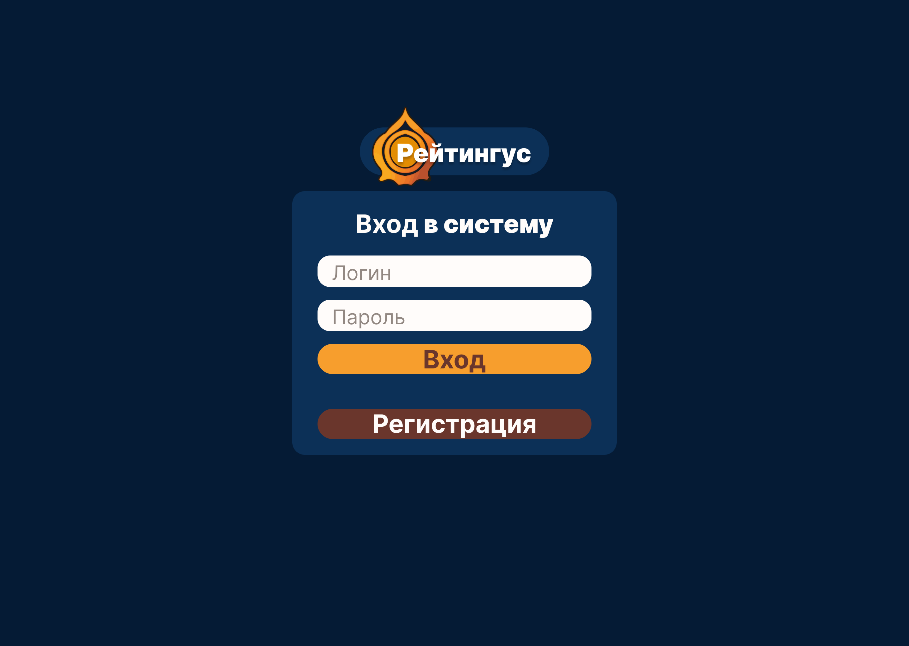 Рейтингус
Вход в систему
Логин
Пароль
Вход
Регистрация